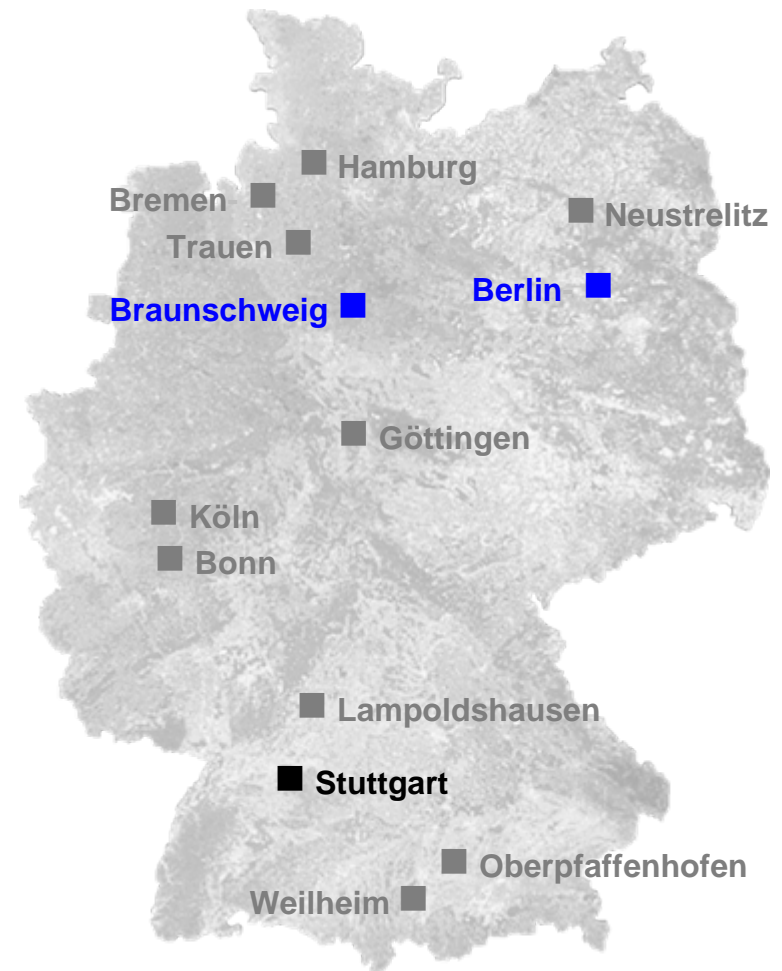 Hamburg
Bremen
Neustrelitz
Trauen
Berlin
Braunschweig
Göttingen
Köln
Bonn
Lampoldshausen
Stuttgart
Oberpfaffenhofen
Weilheim